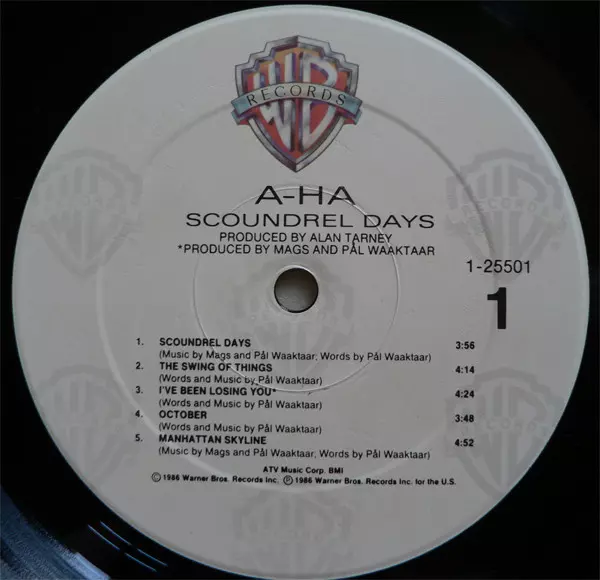 WB
RECORDS
A-HA
SCOUNDREL DAYS
PRODUCED BY ALAN TARNEY
*PRODUCED BY MAGS AND PÅL WAAKTAAR
1-25501
1
1. SCOUNDREL DAYS 3:56
(Music by Mags and Pål Waaktaar; Words by Pål Waaktaar)
2. THE SWING OF THINGS 4:14
(Words and Music by Pål Waaktaar)
3. I'VE BEEN LOSING YOU* 4:24
(Words and Music by Pål Waaktaar)
4. OCTOBER 3:48
(Words and Music by Pål Waaktaar)
5. MANHATTAN SKYLINE 4:52
(Music by Mags and Pål Waaktaar; Words by Pål Waaktaar)
ATV Music Corp. BMI
© 1986 Warner Bros. Records Inc. ℗ 1986 Warner Bros. Records Inc. for the U.S.